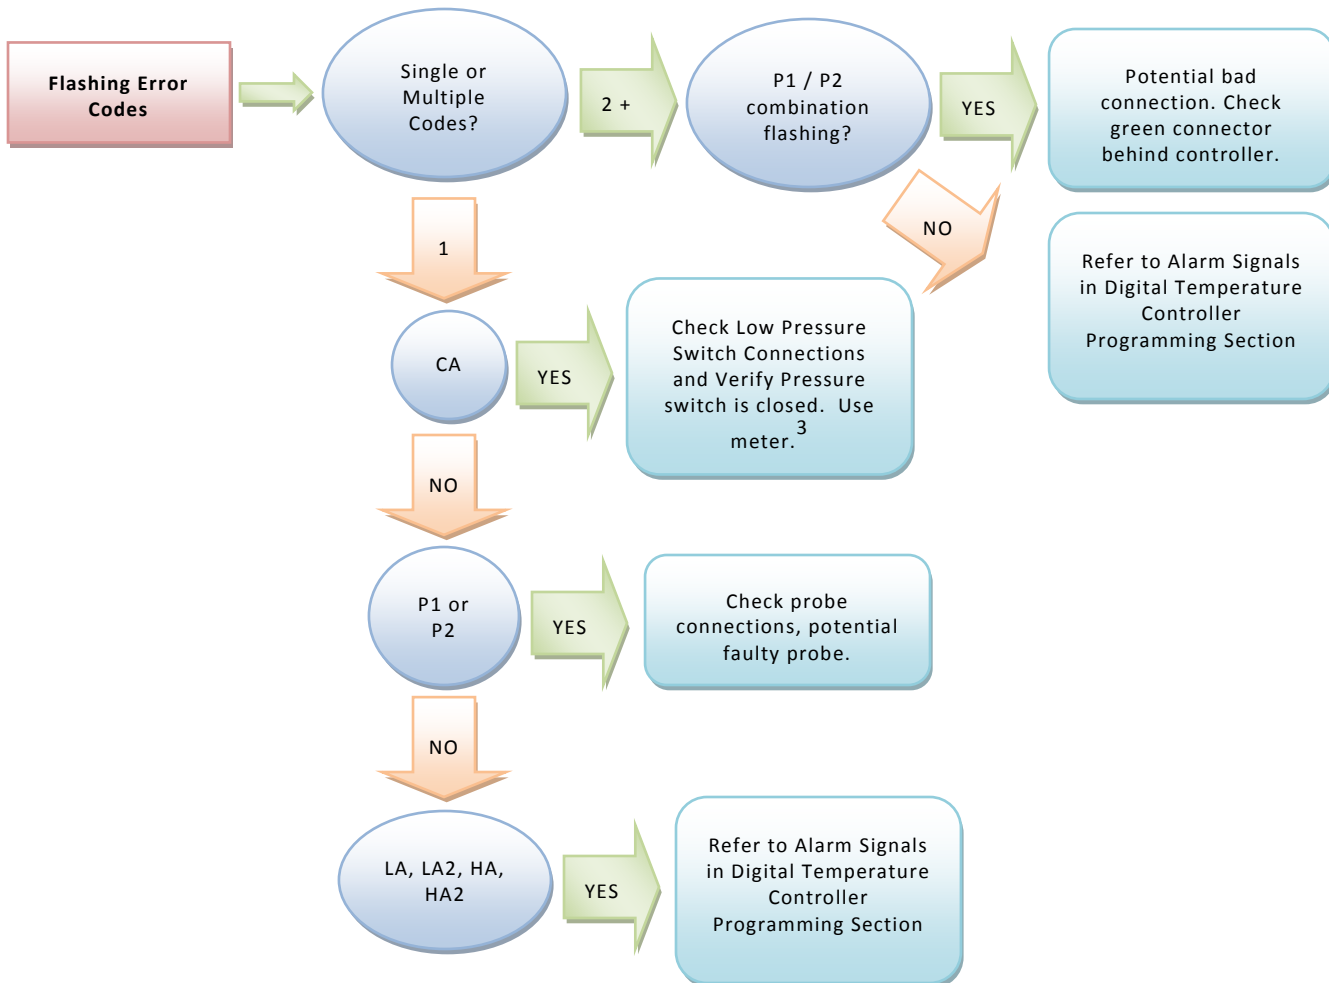 Flashing Error
Codes
Single or
Multiple
Codes?
2 +
P1 / P2
combination
flashing?
YES
Potential bad
connection. Check
green connector
behind controller.
NO
Refer to Alarm Signals
in Digital Temperature
Controller
Programming Section
1
CA
YES
Check Low Pressure
Switch Connections
and Verify Pressure
switch is closed. Use
meter.3
NO
P1 or
P2
YES
Check probe
connections, potential
faulty probe.
NO
LA, LA2, HA,
HA2
YES
Refer to Alarm Signals
in Digital Temperature
Controller
Programming Section